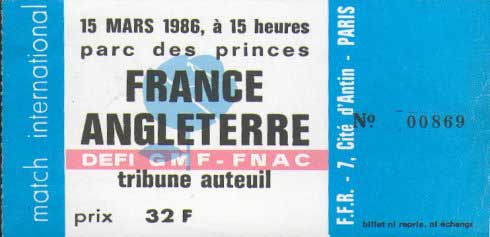 match international
15 MARS 1986, à 15 heures
parc des princes
FRANCE
ANGLETERRE
DEFI GMF-FNAC
tribune auteuil
prix 32 F
F.F.R. - 7, Cité d'Antin - PARIS
Nº 00869
billet ni repris, ni échangé